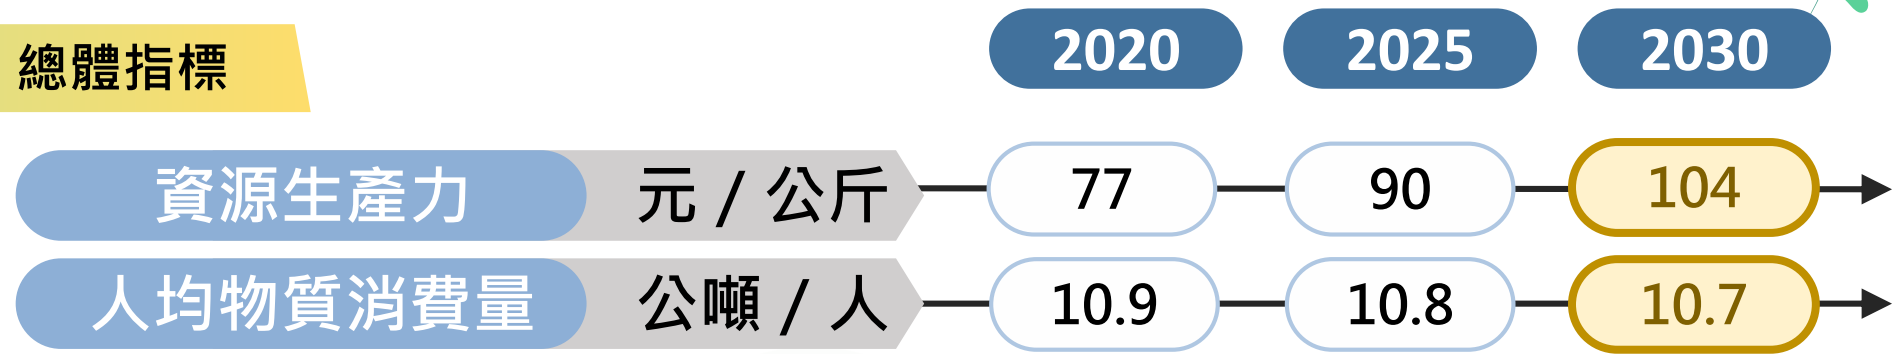 總體指標 2020 2025 2030
資源生產力 元 / 公斤 77 90 104
人均物質消費量 公噸 / 人 10.9 10.8 10.7